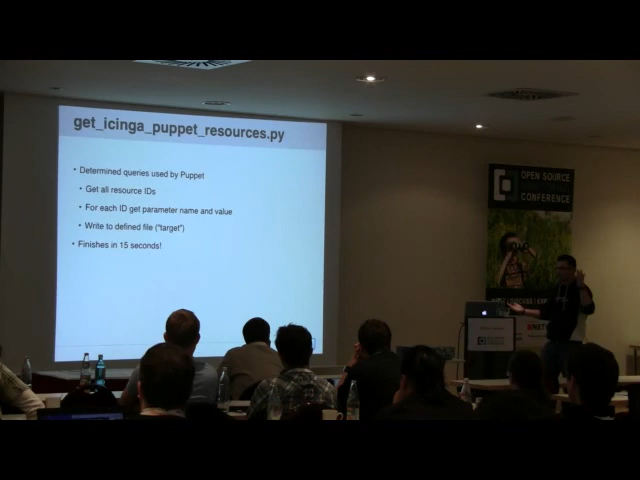 get_icinga_puppet_resources.py
• Determined queries used by Puppet
• Get all resource IDs
• For each ID get parameter name and value
• Write to defined file ("target")
• Finishes in 15 seconds!
OPEN SOURCE
CONFERENCE